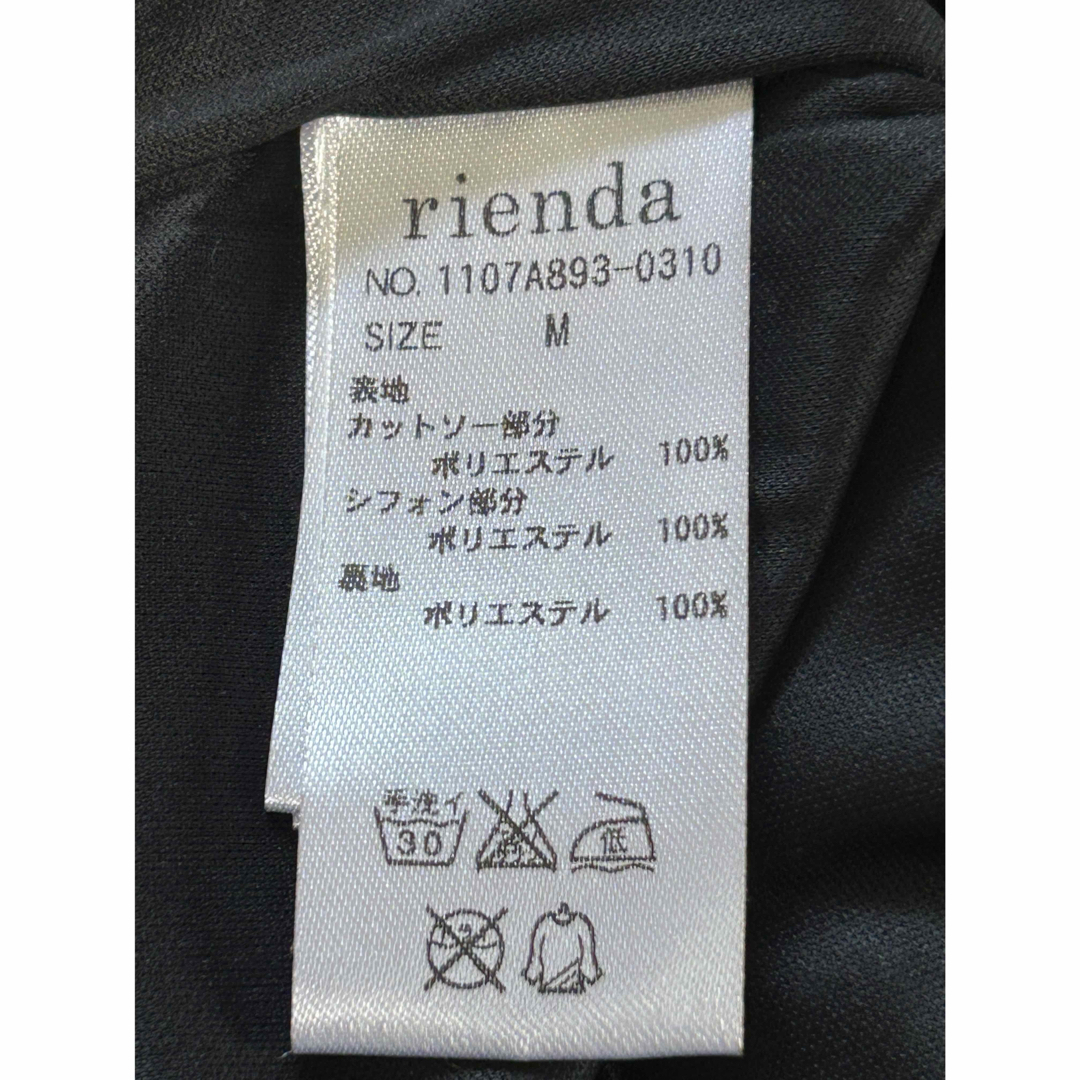 rienda
NO. 1107A893-0310
SIZE M
表地
カットソー部分
ポリエステル 100%
シフォン部分
ポリエステル 100%
裏地
ポリエステル 100%
手洗イ
30
低